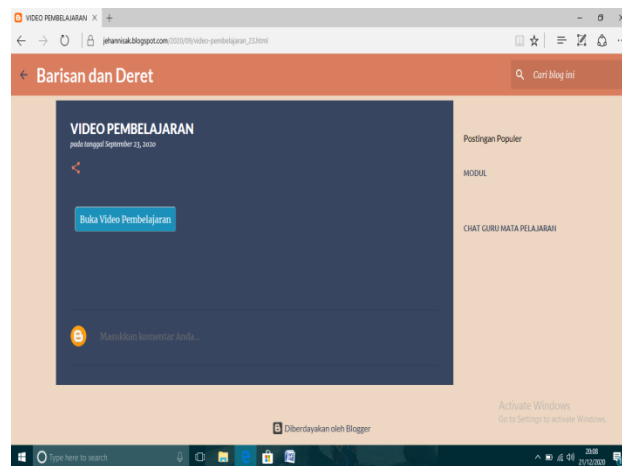 VIDEO PEMBELAJARAN
jehannisak.blogspot.com/2020/09/video-pembelajaran_23.html
Barisan dan Deret
Cari blog ini
VIDEO PEMBELAJARAN
pada tanggal September 23, 2020
Buka Video Pembelajaran
Masukkan komentar Anda...
Postingan Populer
MODUL
CHAT GURU MATA PELAJARAN
Diberdayakan oleh Blogger
Activate Windows
Go to Settings to activate Windows.
Type here to search
20:08
21/12/2020